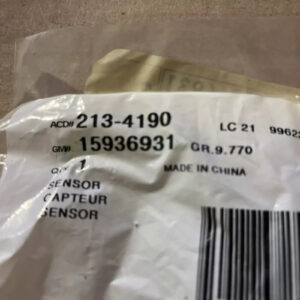 ACD# 213-4190 LC 21
GM# 15936931 GR.9.770
1 MADE IN CHINA
SENSOR
CAPTEUR
SENSOR